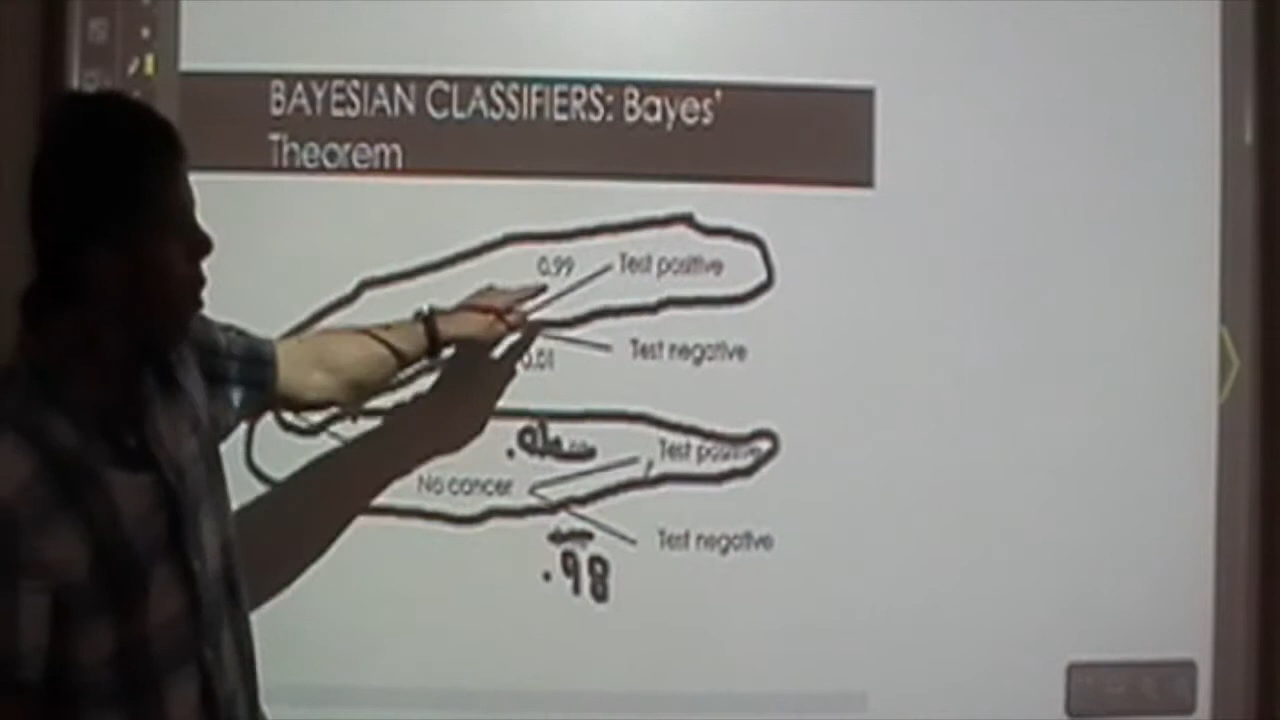 BAYESIAN CLASSIFIERS: Bayes'
Theorem
0.99
Test positive
Test negative
0.01
Test positive
No cancer
Test negative
.98